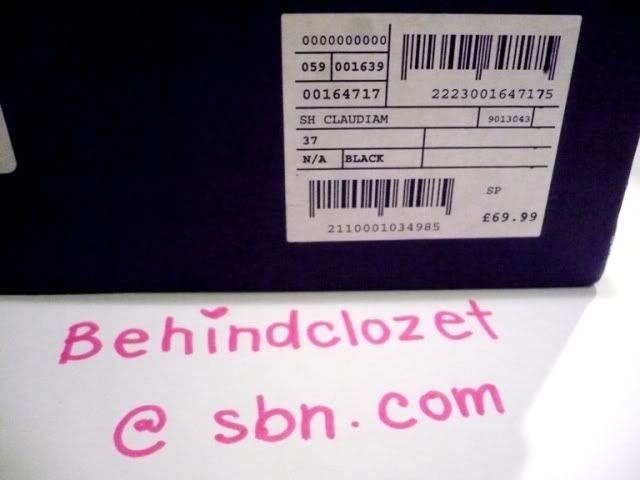 0000000000
059 001639
00164717 2223001647175
SH CLAUDIAM 9013043
37
N/A BLACK
SP
£69.99
2110001034985
Behindclozet
@ sbn.com